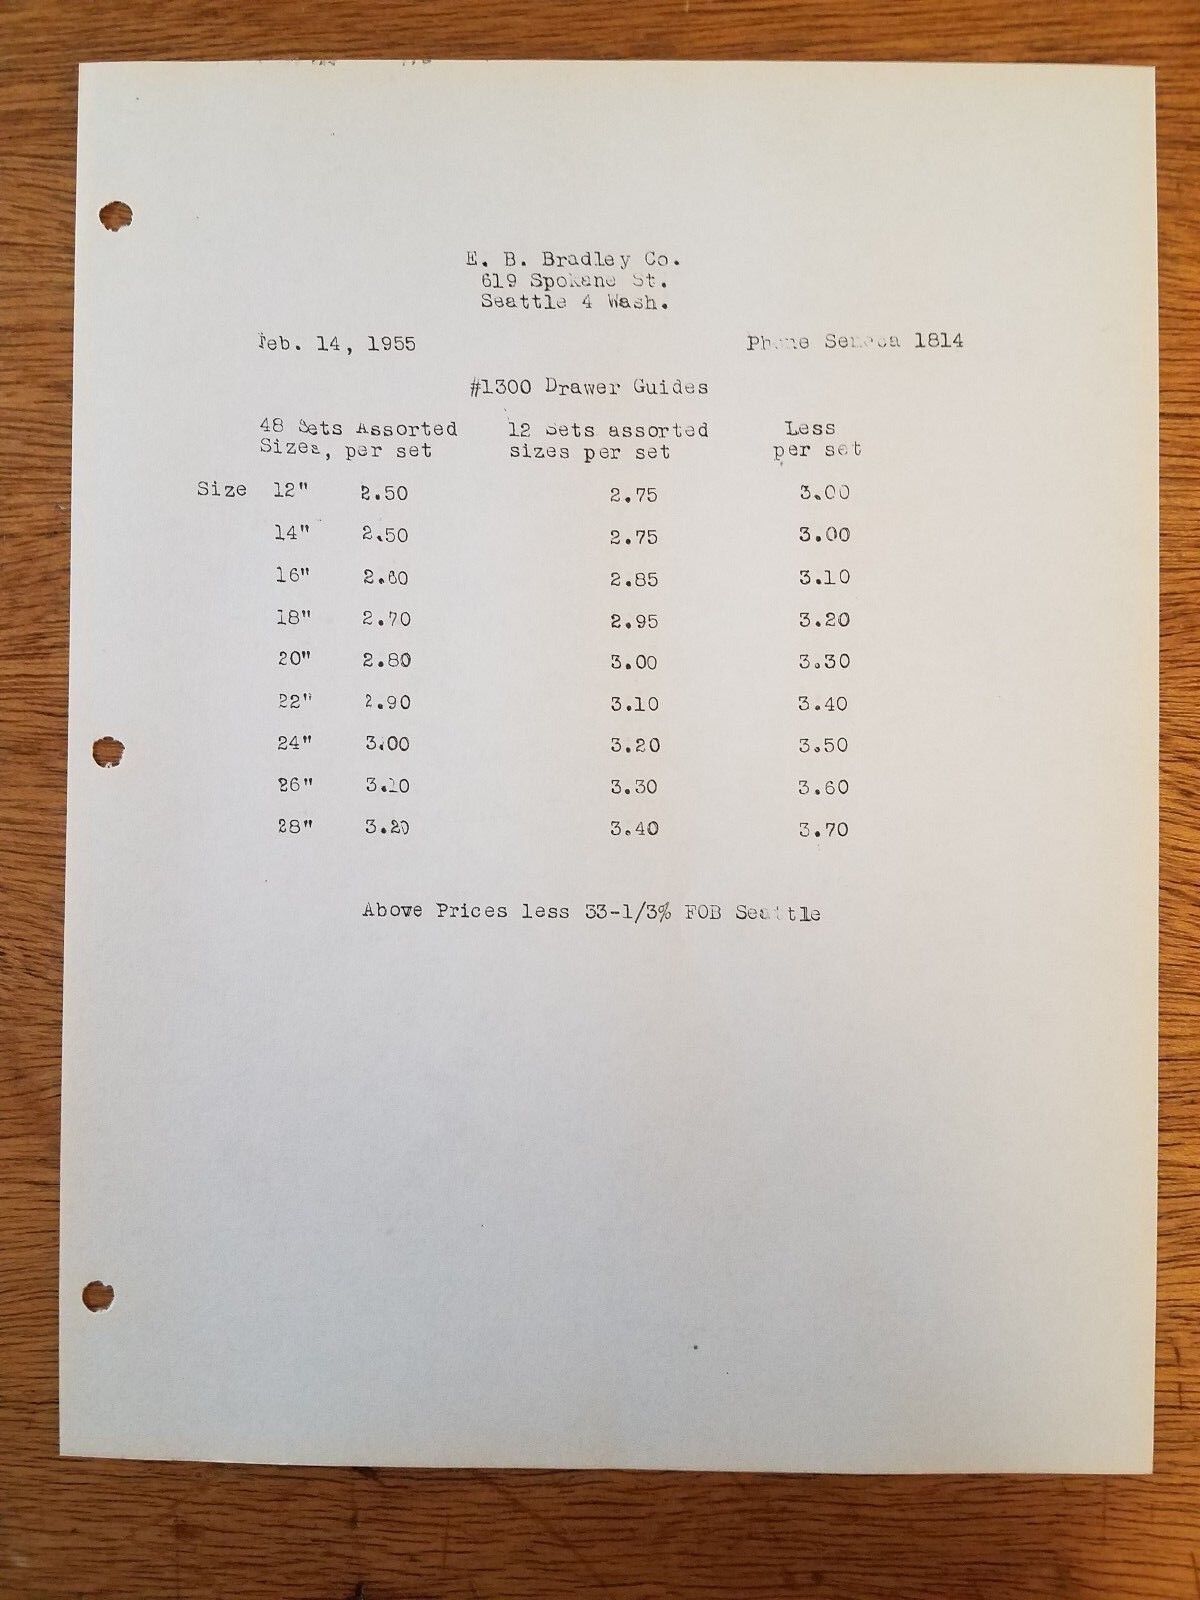 E. B. Bradley Co.
619 Spokane St.
Seattle 4 Wash.
Feb. 14, 1955 Phone Seneca 1814
#1300 Drawer Guides
48 Sets Assorted 12 Sets assorted Less
Sizes, per set sizes per set per set
Size 12" 2.50 2.75 3.00
14" 2.50 2.75 3.00
16" 2.60 2.85 3.10
18" 2.70 2.95 3.20
20" 2.80 3.00 3.30
22" 2.90 3.10 3.40
24" 3.00 3.20 3.50
26" 3.10 3.30 3.60
28" 3.20 3.40 3.70
Above Prices less 33-1/3% FOB Seattle